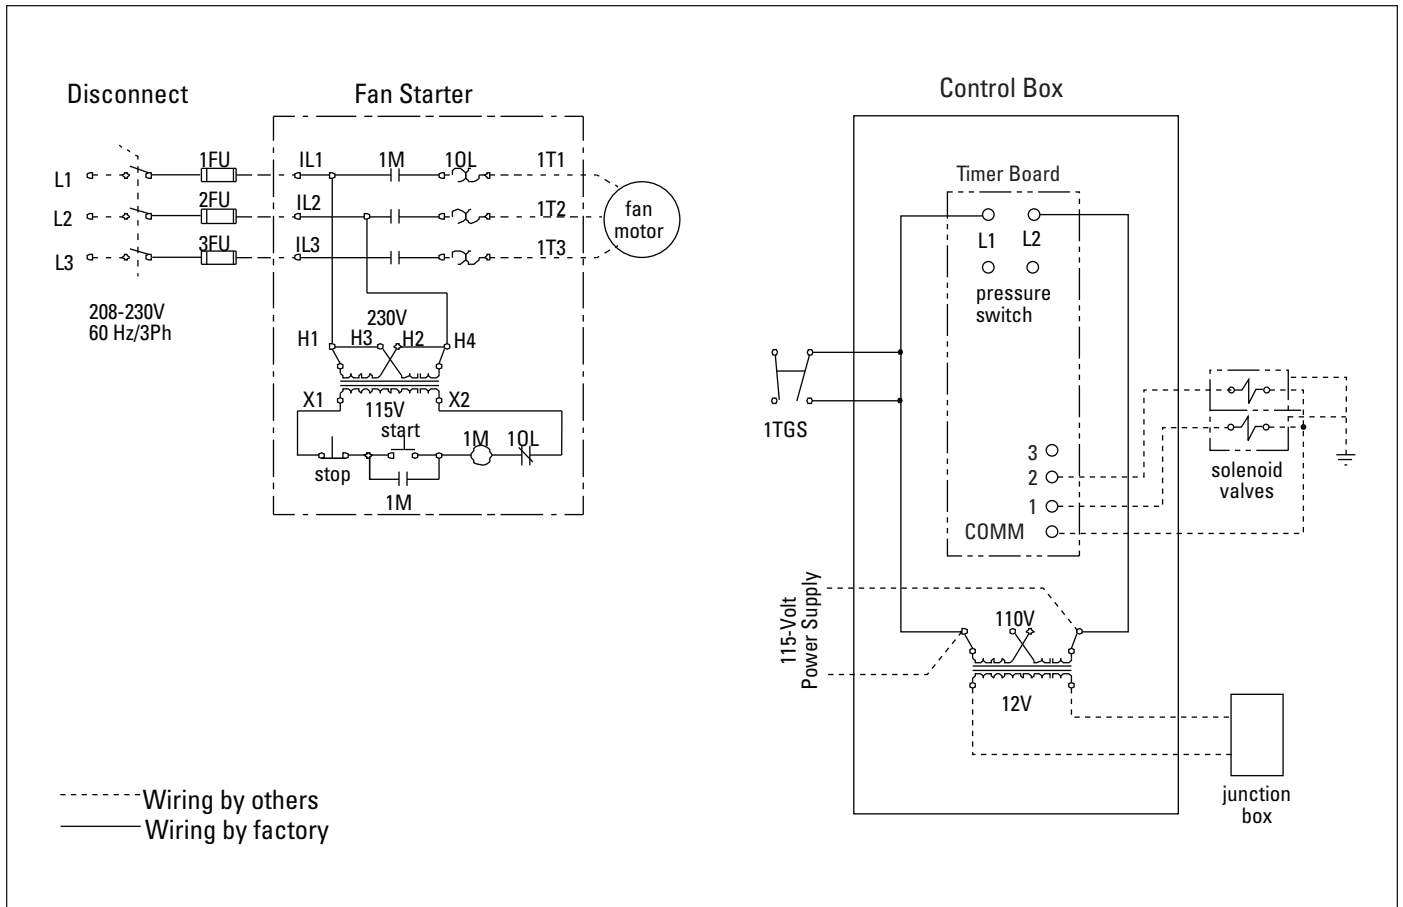 Disconnect
Fan Starter
L1
L2
L3
1FU
2FU
3FU
IL1
IL2
IL3
1M
1OL
1T1
1T2
1T3
fan
motor
208-230V
60 Hz/3Ph
230V
H1
H3
H2
H4
X1
115V
X2
start
1M
1OL
stop
1M
Wiring by others
Wiring by factory
Control Box
Timer Board
L1
L2
pressure
switch
1TGS
3
2
1
COMM
solenoid
valves
115-Volt
Power Supply
110V
12V
junction
box